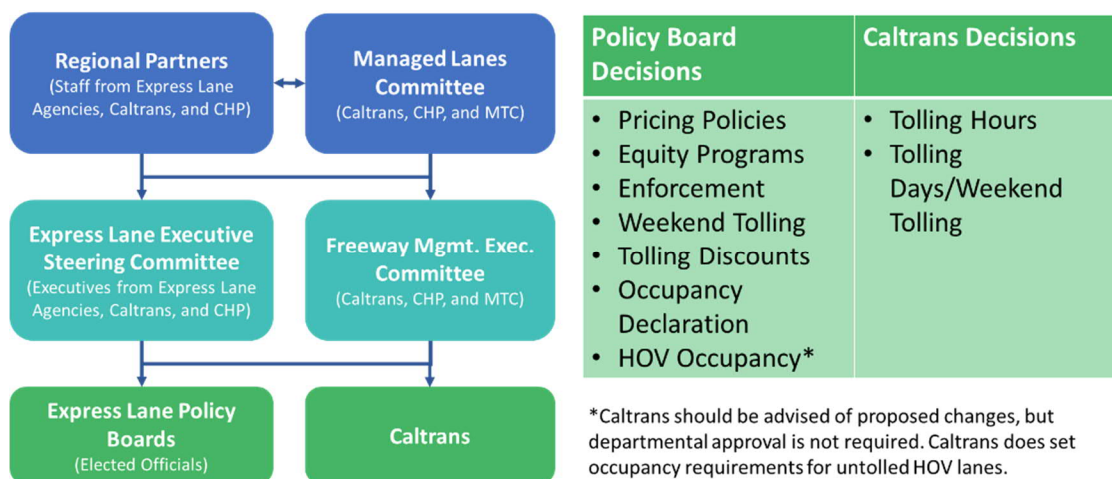 Regional Partners
(Staff from Express Lane
Agencies, Caltrans, and CHP)
Managed Lanes
Committee
(Caltrans, CHP, and MTC)
Express Lane Executive
Steering Committee
(Executives from Express Lane
Agencies, Caltrans, and CHP)
Freeway Mgmt. Exec.
Committee
(Caltrans, CHP, and MTC)
Express Lane Policy
Boards
(Elected Officials)
Caltrans
Policy Board
Decisions
• Pricing Policies
• Equity Programs
• Enforcement
• Weekend Tolling
• Tolling Discounts
• Occupancy
Declaration
• HOV Occupancy*
Caltrans Decisions
• Tolling Hours
• Tolling
Days/Weekend
Tolling
*Caltrans should be advised of proposed changes, but
departmental approval is not required. Caltrans does set
occupancy requirements for untolled HOV lanes.